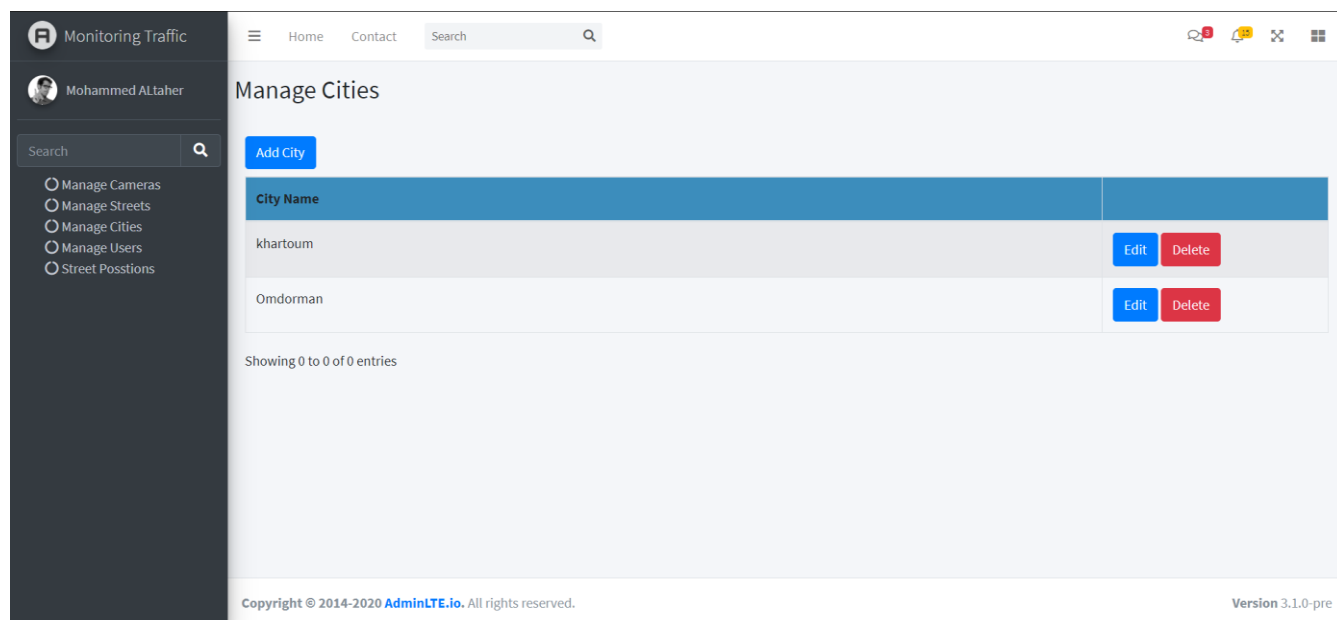 Monitoring Traffic
Home Contact Search
3 15
Mohammed ALtaher
Search
Manage Cameras
Manage Streets
Manage Cities
Manage Users
Street Posstions
Manage Cities
Add City
City Name
khartoum Edit Delete
Omdorman Edit Delete
Showing 0 to 0 of 0 entries
Copyright © 2014-2020 AdminLTE.io. All rights reserved. Version 3.1.0-pre